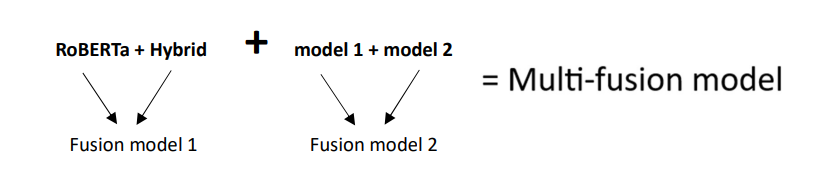 RoBERTa + Hybrid + model 1 + model 2 = Multi-fusion model
Fusion model 1 Fusion model 2